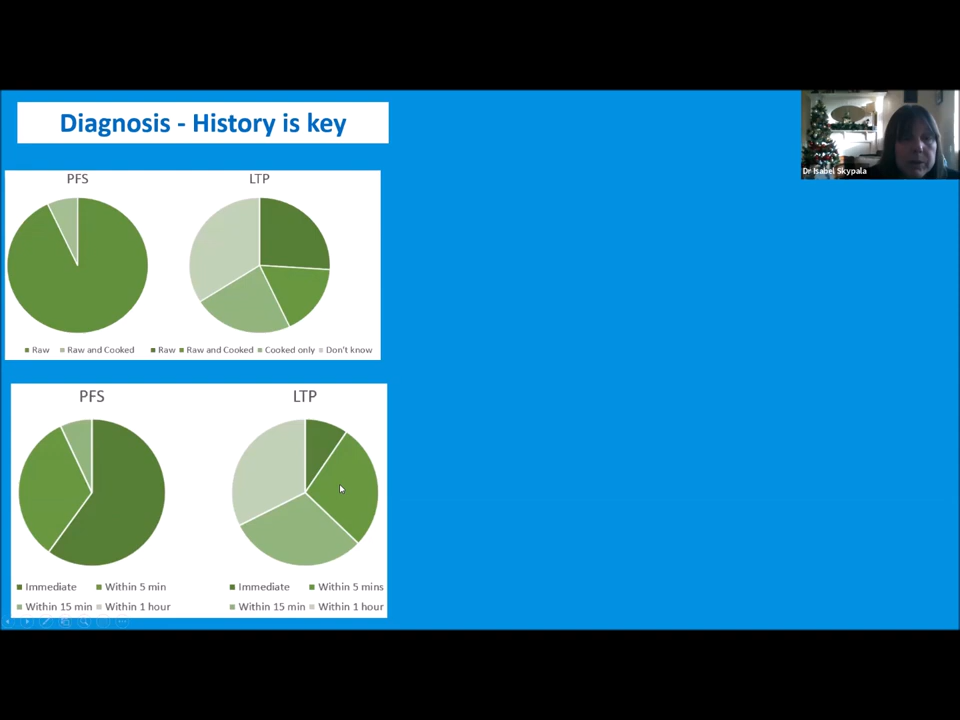 Diagnosis - History is key
Dr Isabel Skypala
PFS
LTP
Raw
Raw and Cooked
Raw
Raw and Cooked
Cooked only
Don't know
PFS
LTP
Immediate
Within 5 min
Within 15 min
Within 1 hour
Immediate
Within 5 mins
Within 15 min
Within 1 hour